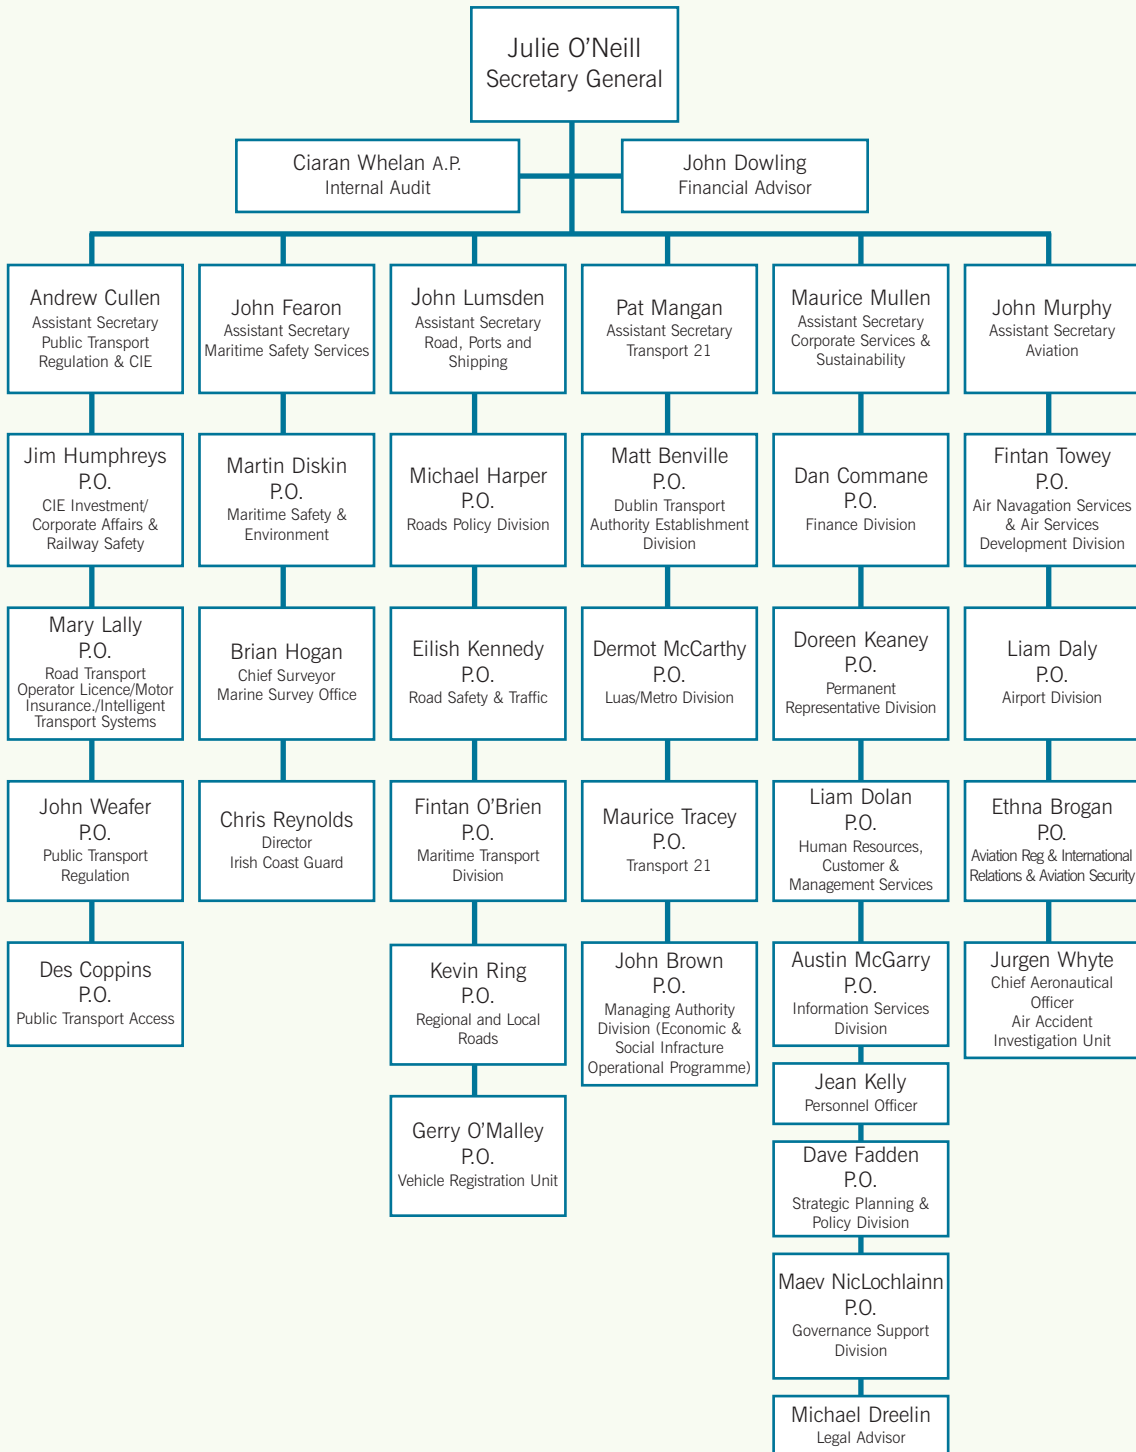 Julie O’Neill
Secretary General
Ciaran Whelan A.P.
Internal Audit
John Dowling
Financial Advisor
Andrew Cullen
Assistant Secretary
Public Transport
Regulation & CIE
John Fearon
Assistant Secretary
Maritime Safety Services
John Lumsden
Assistant Secretary
Road, Ports and
Shipping
Pat Mangan
Assistant Secretary
Transport 21
Maurice Mullen
Assistant Secretary
Corporate Services &
Sustainability
John Murphy
Assistant Secretary
Aviation
Jim Humphreys
P.O.
CIE Investment/
Corporate Affairs &
Railway Safety
Martin Diskin
P.O.
Maritime Safety &
Environment
Michael Harper
P.O.
Roads Policy Division
Matt Benville
P.O.
Dublin Transport
Authority Establishment
Division
Dan Commane
P.O.
Finance Division
Fintan Towey
P.O.
Air Navagation Services
& Air Services
Development Division
Mary Lally
P.O.
Road Transport
Operator Licence/Motor
Insurance./Intelligent
Transport Systems
Brian Hogan
Chief Surveyor
Marine Survey Office
Eilish Kennedy
P.O.
Road Safety & Traffic
Dermot McCarthy
P.O.
Luas/Metro Division
Doreen Keaney
P.O.
Permanent
Representative Division
Liam Daly
P.O.
Airport Division
John Weafer
P.O.
Public Transport
Regulation
Chris Reynolds
Director
Irish Coast Guard
Fintan O’Brien
P.O.
Maritime Transport
Division
Maurice Tracey
P.O.
Transport 21
Liam Dolan
P.O.
Human Resources,
Customer &
Management Services
Ethna Brogan
P.O.
Aviation Reg & International
Relations & Aviation Security
Des Coppins
P.O.
Public Transport Access
Kevin Ring
P.O.
Regional and Local
Roads
John Brown
P.O.
Managing Authority
Division (Economic &
Social Infracture
Operational Programme)
Austin McGarry
P.O.
Information Services
Division
Jurgen Whyte
Chief Aeronautical
Officer
Air Accident
Investigation Unit
Jean Kelly
Personnel Officer
Gerry O’Malley
P.O.
Vehicle Registration Unit
Dave Fadden
P.O.
Strategic Planning &
Policy Division
Maev NicLochlainn
P.O.
Governance Support
Division
Michael Dreelin
Legal Advisor